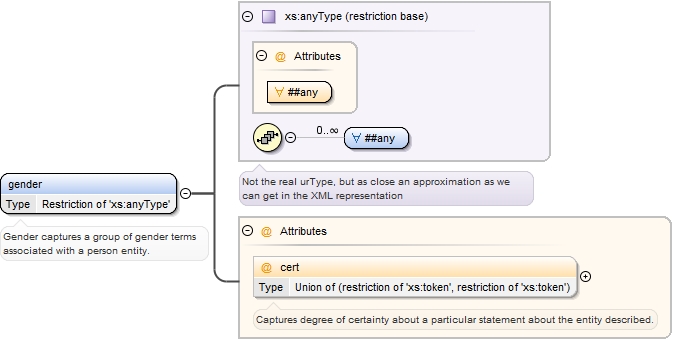 xs:anyType (restriction base)
@ Attributes
∀ ##any
0..∞
∀ ##any
Not the real urType, but as close an approximation as we
can get in the XML representation
gender
Type Restriction of 'xs:anyType'
Gender captures a group of gender terms
associated with a person entity.
@ Attributes
@ cert
Type Union of (restriction of 'xs:token', restriction of 'xs:token')
Captures degree of certainty about a particular statement about the entity described.